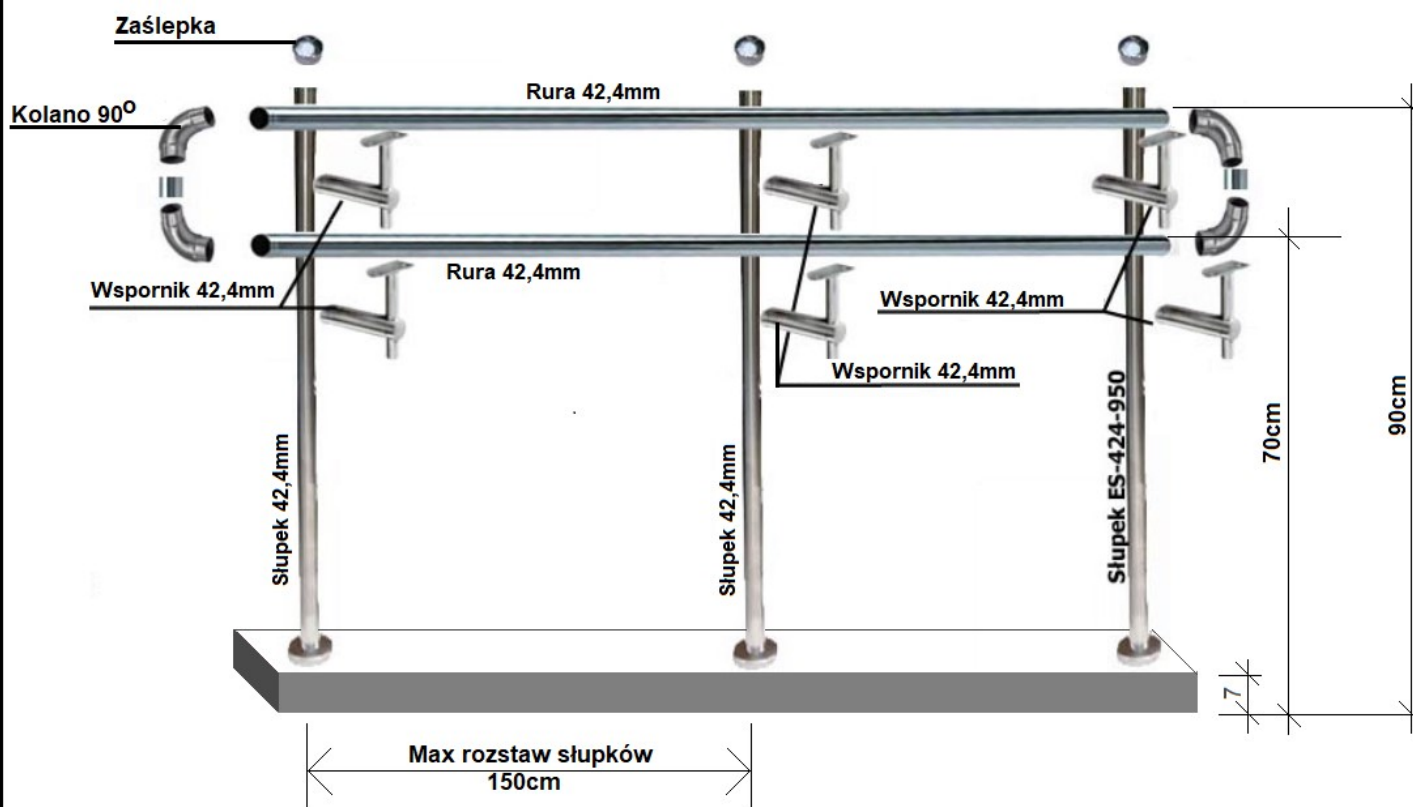 Zaślepka
Kolano 90º
Rura 42,4mm
Rura 42,4mm
Wspornik 42,4mm
Wspornik 42,4mm
Wspornik 42,4mm
Słupek 42,4mm
Słupek 42,4mm
Słupek ES-424-950
70cm
90cm
7
Max rozstaw słupków
150cm